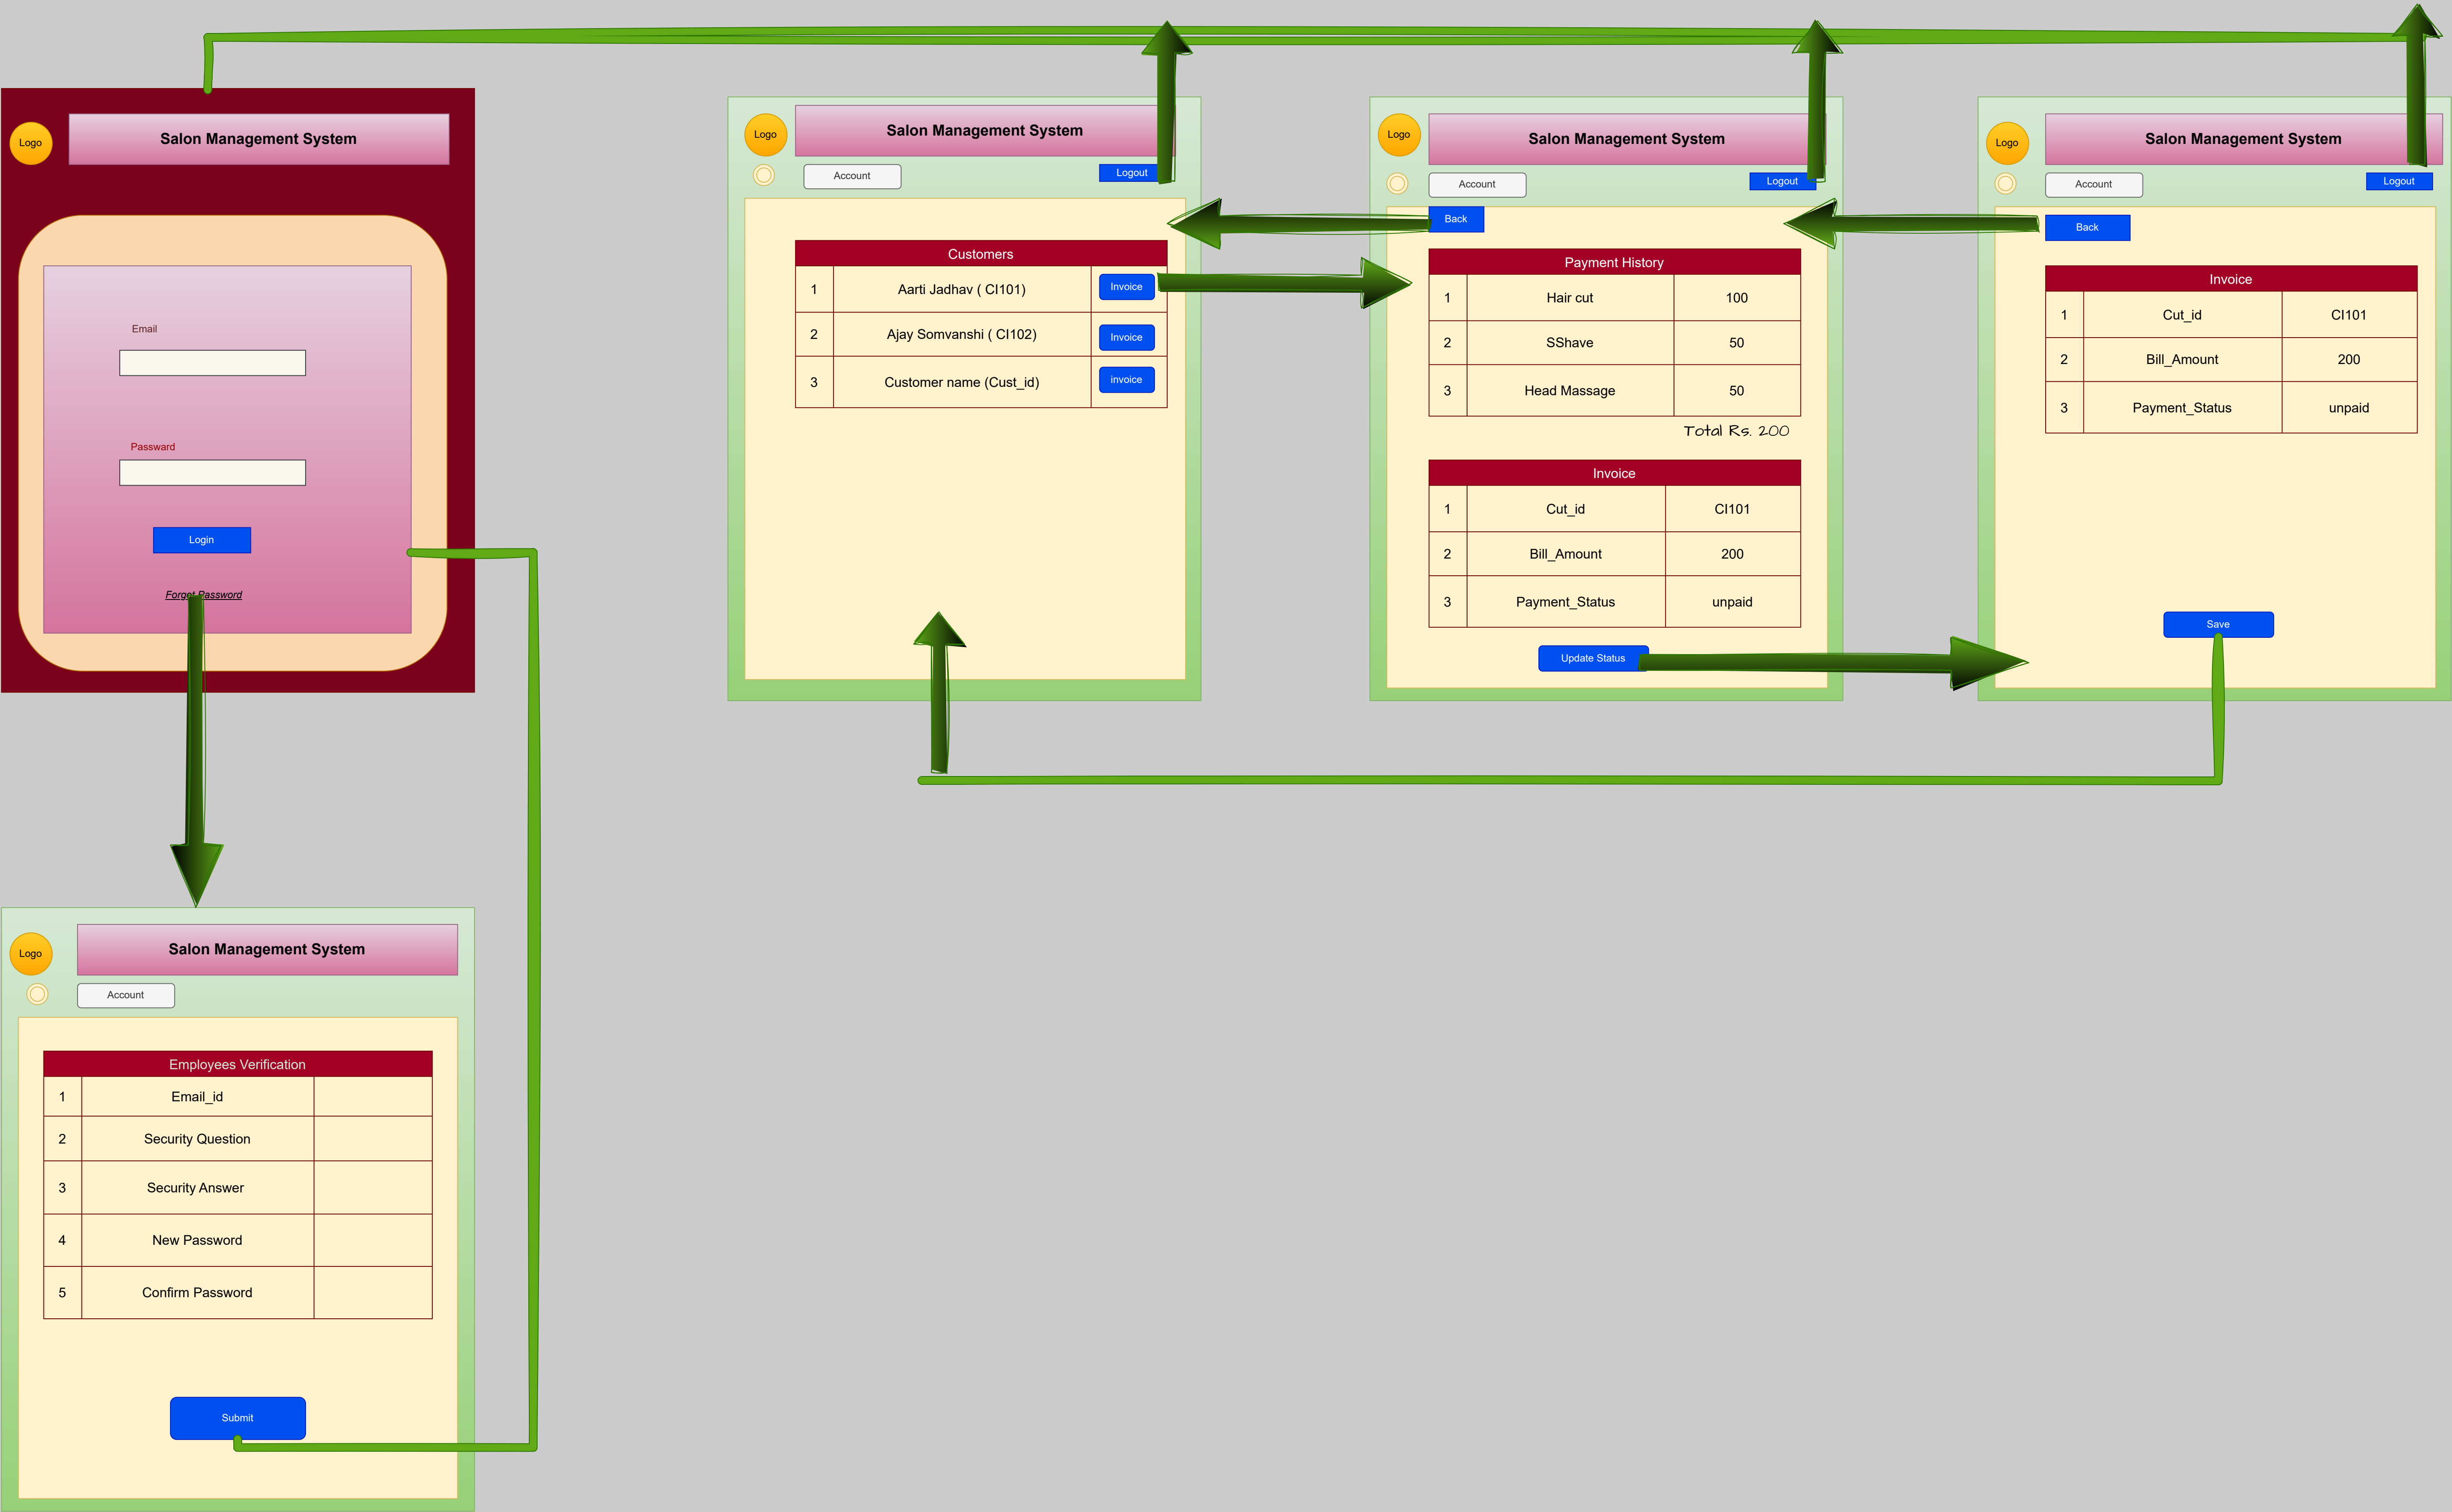 Logo
Salon Management System
Email
Passward
Login
Forgot Password
Logo
Salon Management System
Account
Logout
Customers
1 Aarti Jadhav ( CI101) Invoice
2 Ajay Somvanshi ( CI102) Invoice
3 Customer name (Cust_id) invoice
Logo
Salon Management System
Account
Logout
Back
Payment History
1 Hair cut 100
2 SShave 50
3 Head Massage 50
Total Rs. 200
Invoice
1 Cut_id CI101
2 Bill_Amount 200
3 Payment_Status unpaid
Update Status
Logo
Salon Management System
Account
Logout
Back
Invoice
1 Cut_id CI101
2 Bill_Amount 200
3 Payment_Status unpaid
Save
Logo
Salon Management System
Account
Employees Verification
1 Email_id
2 Security Question
3 Security Answer
4 New Password
5 Confirm Password
Submit